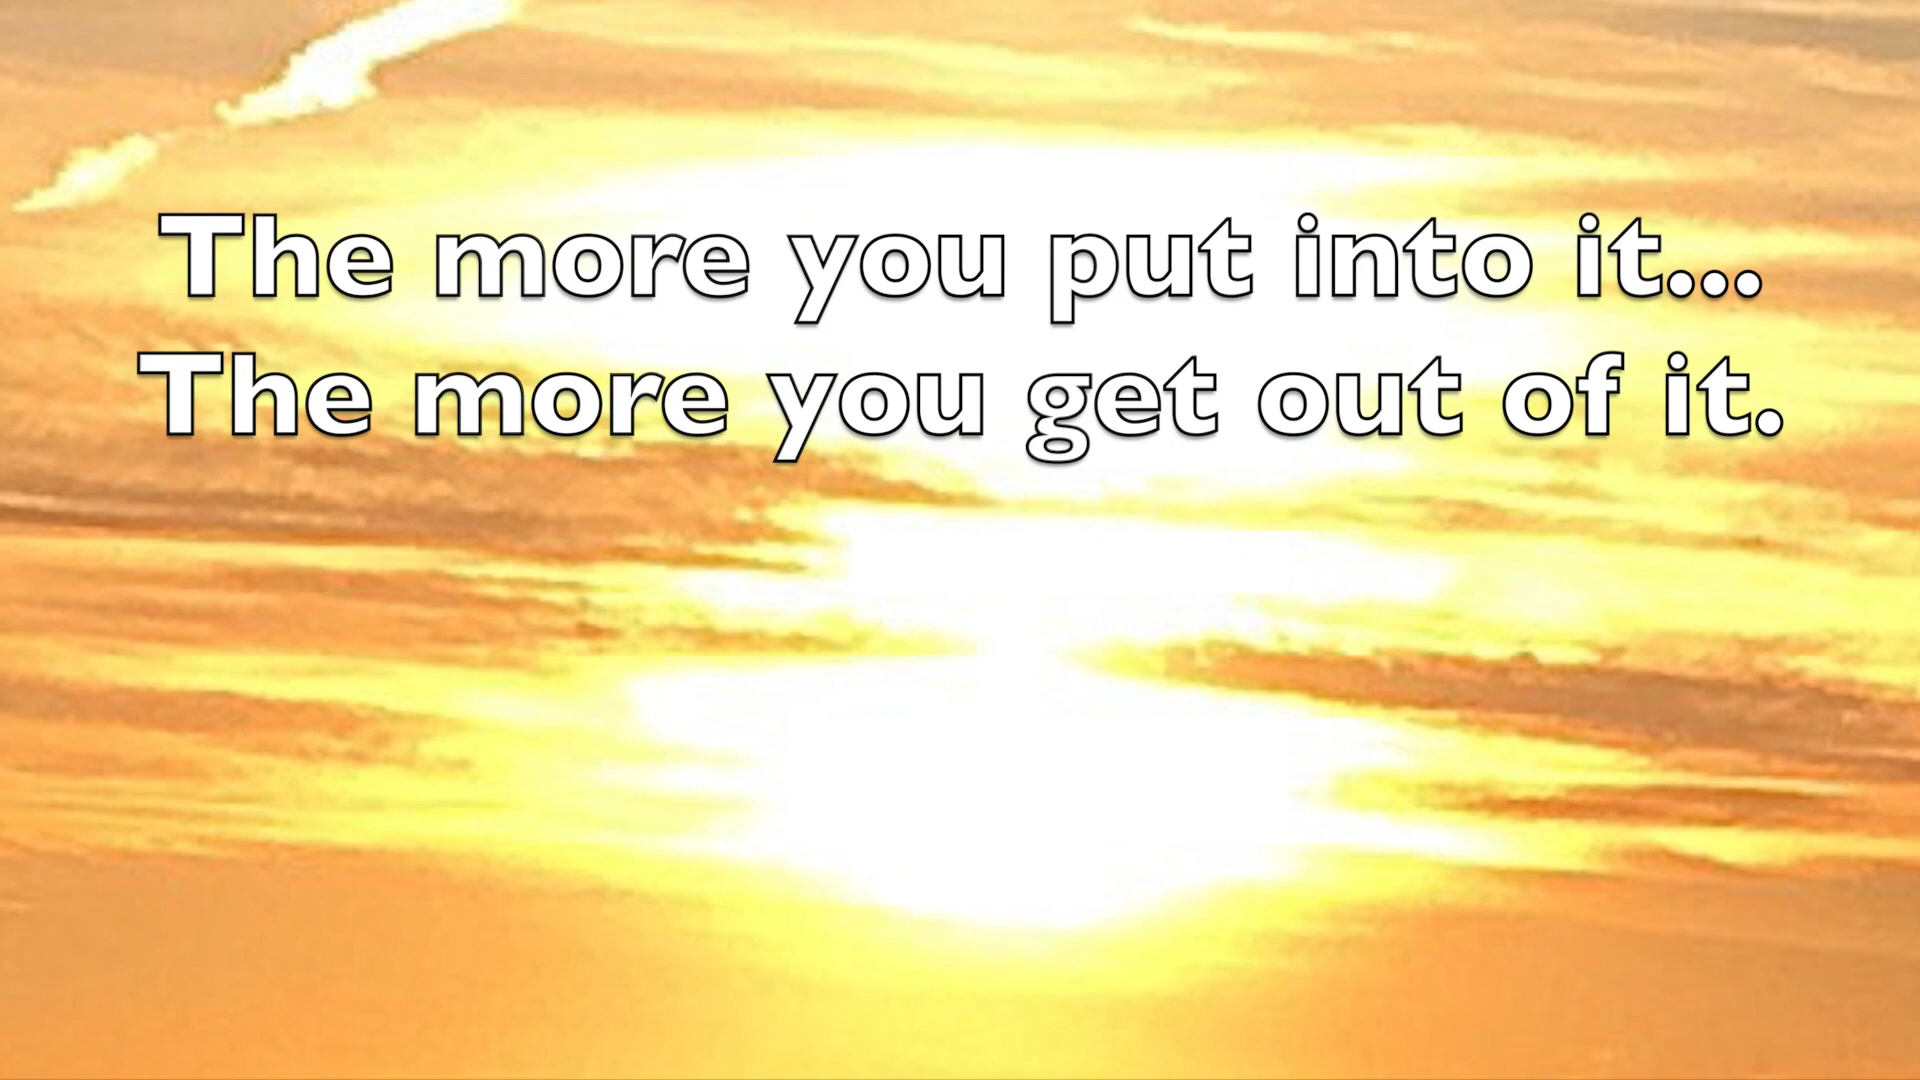 The more you put into it...
The more you get out of it.